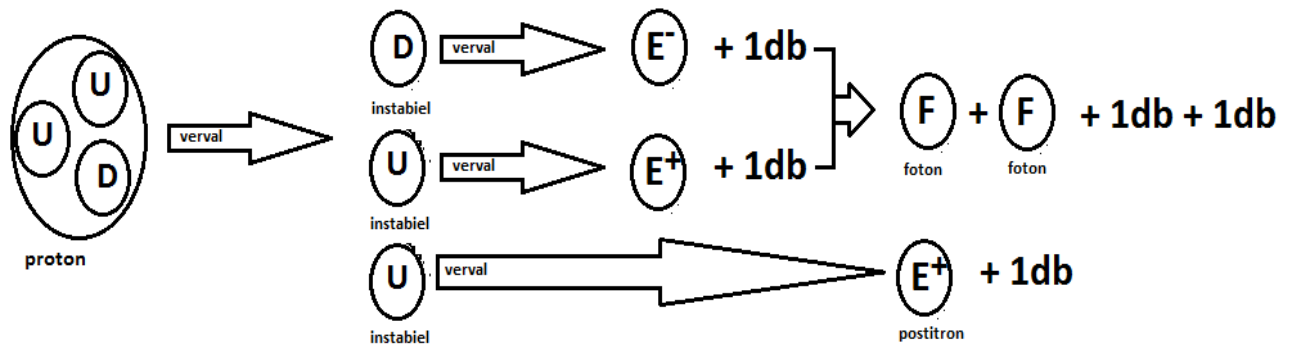 U
U
D
proton
verval
D
instabiel
verval
E- + 1db
U
instabiel
verval
E+ + 1db
F + F + 1db + 1db
foton
foton
U
instabiel
verval
E+ + 1db
postitron